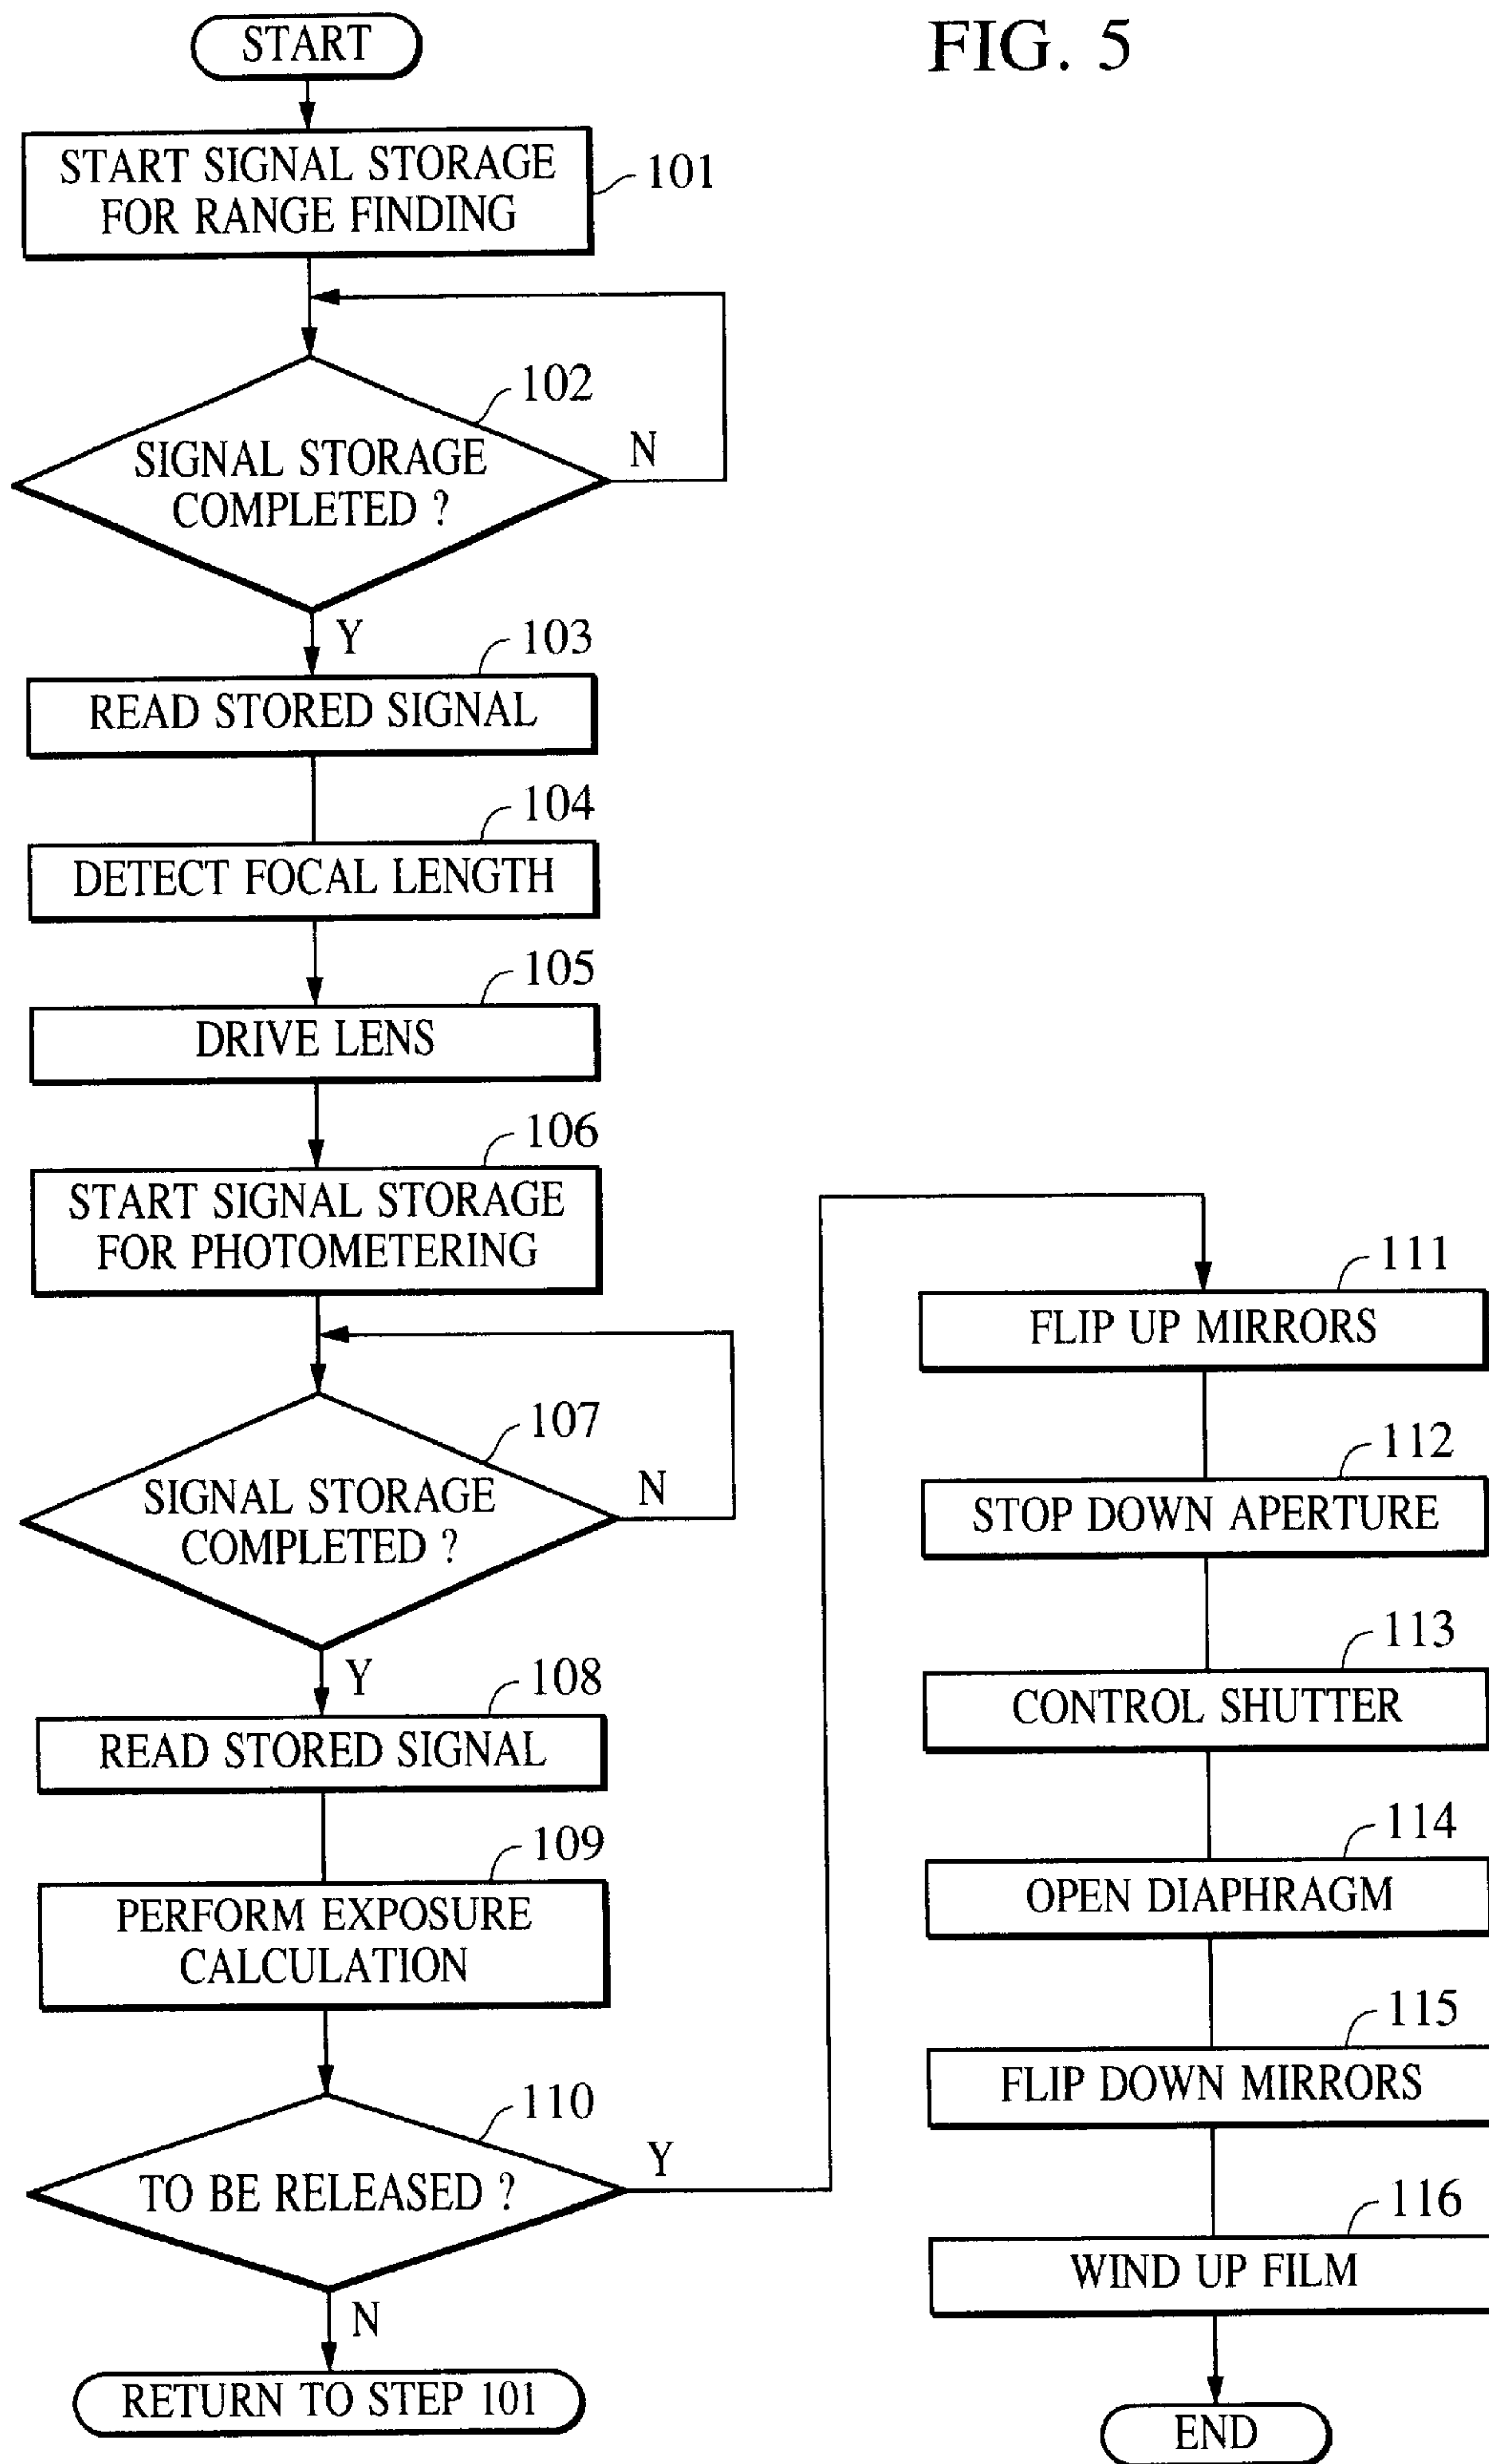 FIG. 5
START
START SIGNAL STORAGE
FOR RANGE FINDING
101
102
SIGNAL STORAGE
COMPLETED ?
N
Y
103
READ STORED SIGNAL
104
DETECT FOCAL LENGTH
105
DRIVE LENS
106
START SIGNAL STORAGE
FOR PHOTOMETERING
107
SIGNAL STORAGE
COMPLETED ?
N
Y
108
READ STORED SIGNAL
109
PERFORM EXPOSURE
CALCULATION
110
TO BE RELEASED ?
Y
N
RETURN TO STEP 101
111
FLIP UP MIRRORS
112
STOP DOWN APERTURE
113
CONTROL SHUTTER
114
OPEN DIAPHRAGM
115
FLIP DOWN MIRRORS
116
WIND UP FILM
END